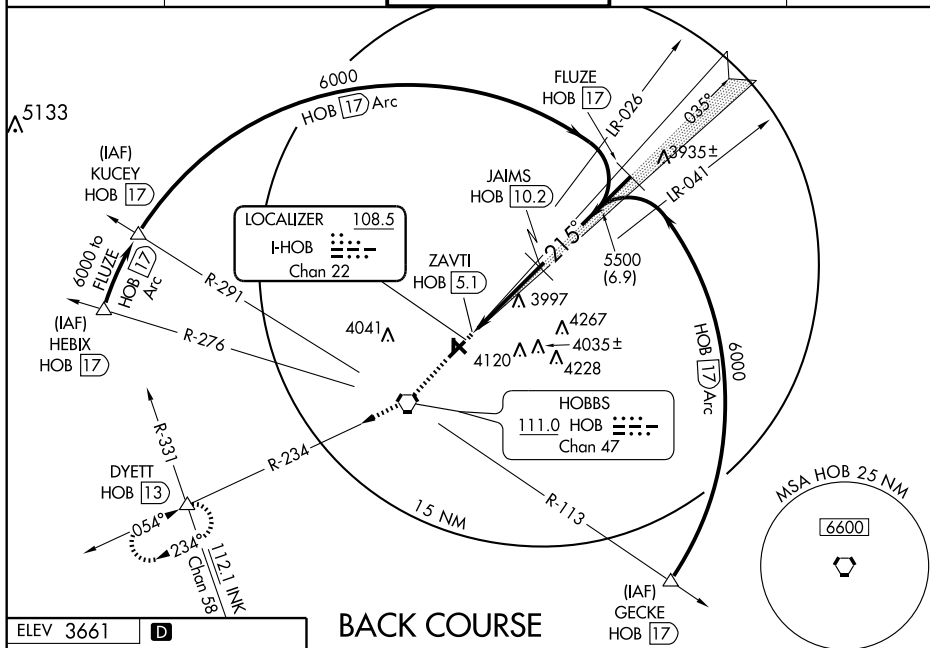 5133
6000
HOB 17 Arc
FLUZE
HOB 17
LR-026
035°
3935±
LR-041
(IAF)
KUCEY
HOB 17
JAIMS
HOB 10.2
215°
LOCALIZER 108.5
I-HOB
Chan 22
ZAVTI
HOB 5.1
5500
(6.9)
6000 to
FLUZE
HOB 17
Arc
R-291
(IAF)
HEBIX
HOB 17
R-276
3997
4041
4267
4120
4035±
4228
6000
HOB 17 Arc
HOBBS
111.0 HOB
Chan 47
R-331
R-234
DYETT
HOB 13
R-113
054°
234°
112.1 INK
Chan 58
15 NM
MSA HOB 25 NM
6600
(IAF)
GECKE
HOB 17
ELEV 3661 D
BACK COURSE